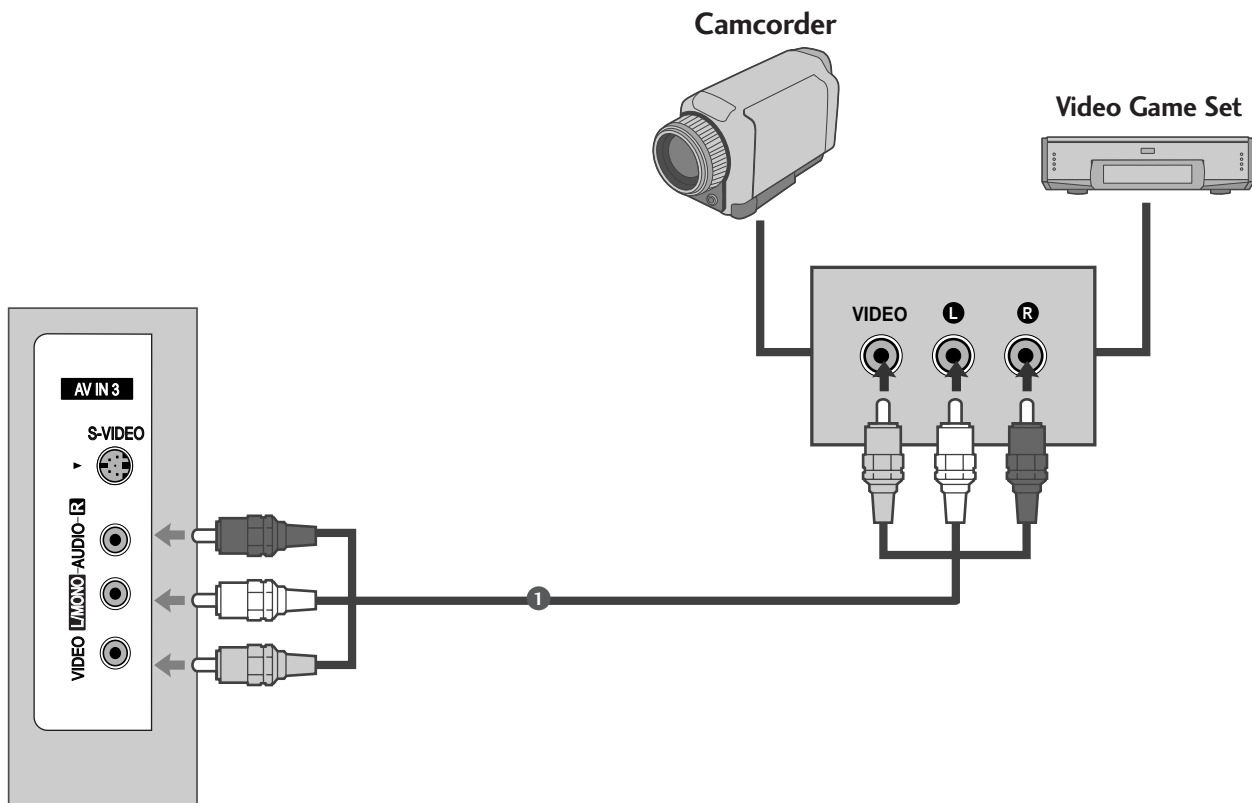 Camcorder
Video Game Set
VIDEO L R
AV IN 3
S-VIDEO
VIDEO L/MONO-AUDIO-R
1